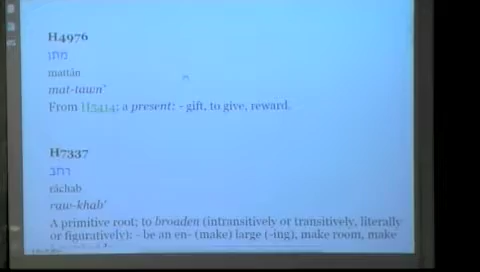 H4976
מתּן
mattân
mat-tawn'
From H5414; a present: - gift, to give, reward.
H7337
רחב
râchab
raw-khab'
A primitive root; to broaden (intransitively or transitively, literally
or figuratively): - be an en- (make) large (-ing), make room, make